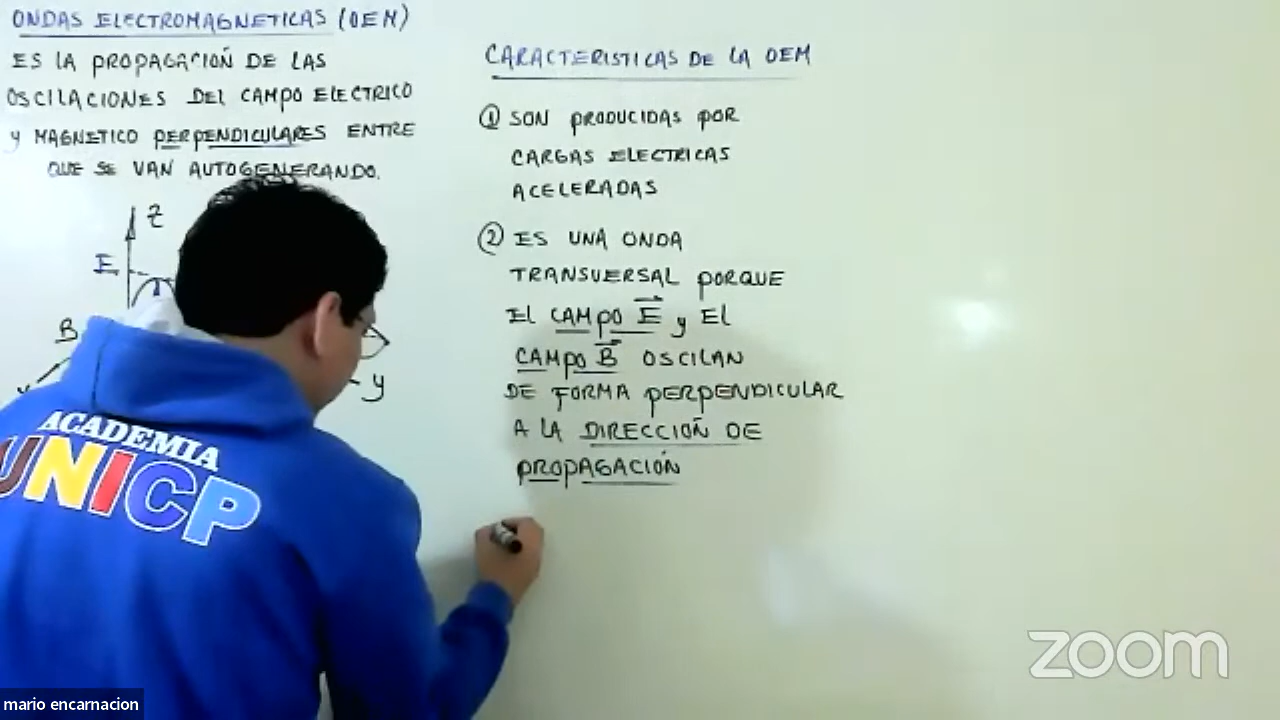 ONDAS ELECTROMAGNETICAS (OEM)
ES LA PROPAGACIÓN DE LAS
OSCILACIONES DEL CAMPO ELECTRICO
Y MAGNETICO PERPENDICULARES ENTRE
QUE SE VAN AUTOGENERANDO.
Z
E
B
y
CARACTERISTICAS DE LA OEM
① SON PRODUCIDAS POR
CARGAS ELECTRICAS
ACELERADAS
② ES UNA ONDA
TRANSVERSAL PORQUE
EL CAMPO E⃗ y El
CAMPO B⃗ OSCILAN
DE FORMA PERPENDICULAR
A LA DIRECCIÓN DE
PROPAGACIÓN
ACADEMIA
UNICP
zoom
mario encarnacion